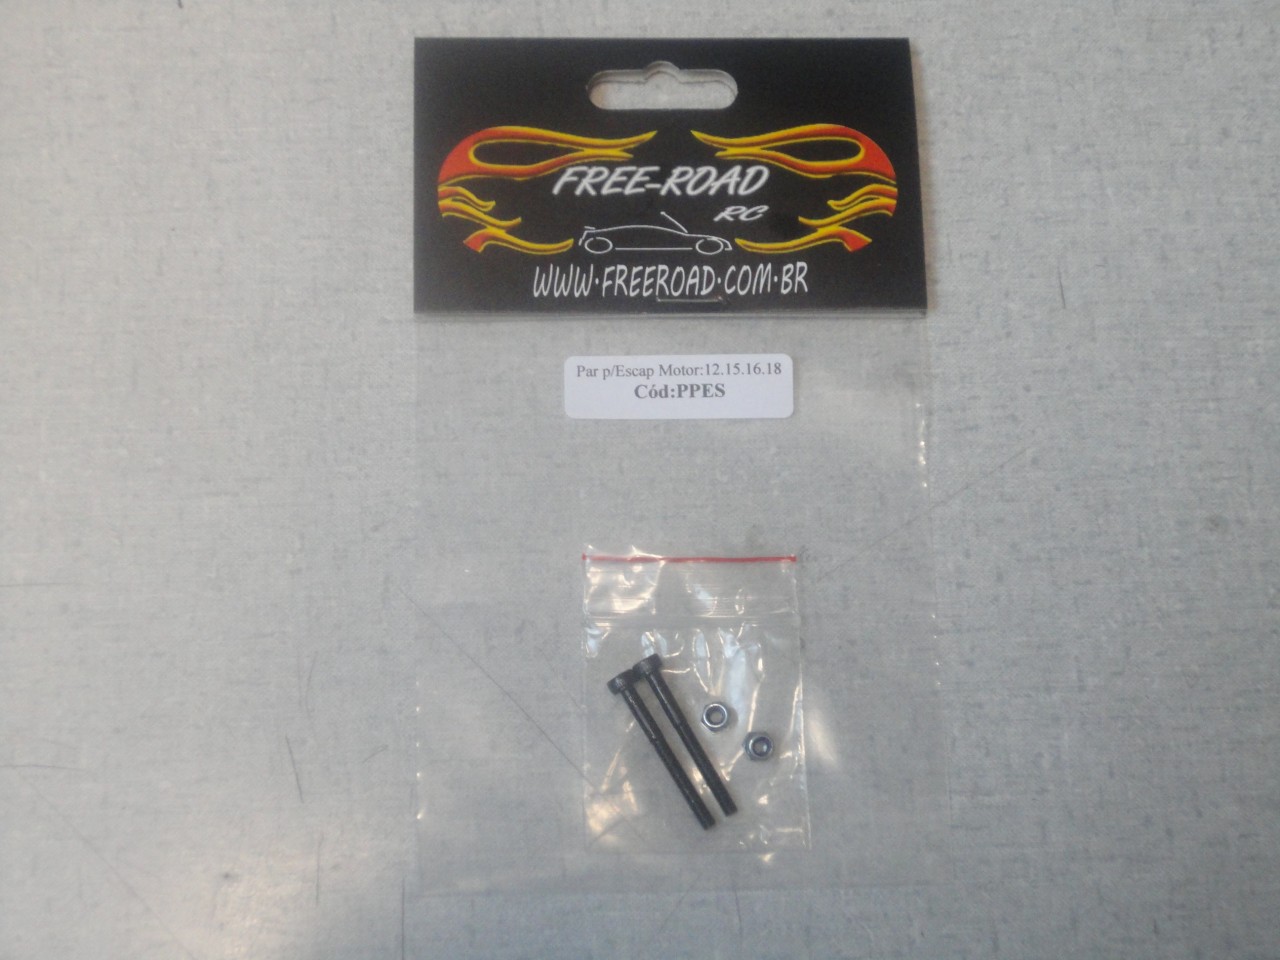 FREE-ROAD
RC
WWW.FREEROAD.COM.BR
Par p/Escap Motor:12.15.16.18
Cód:PPES